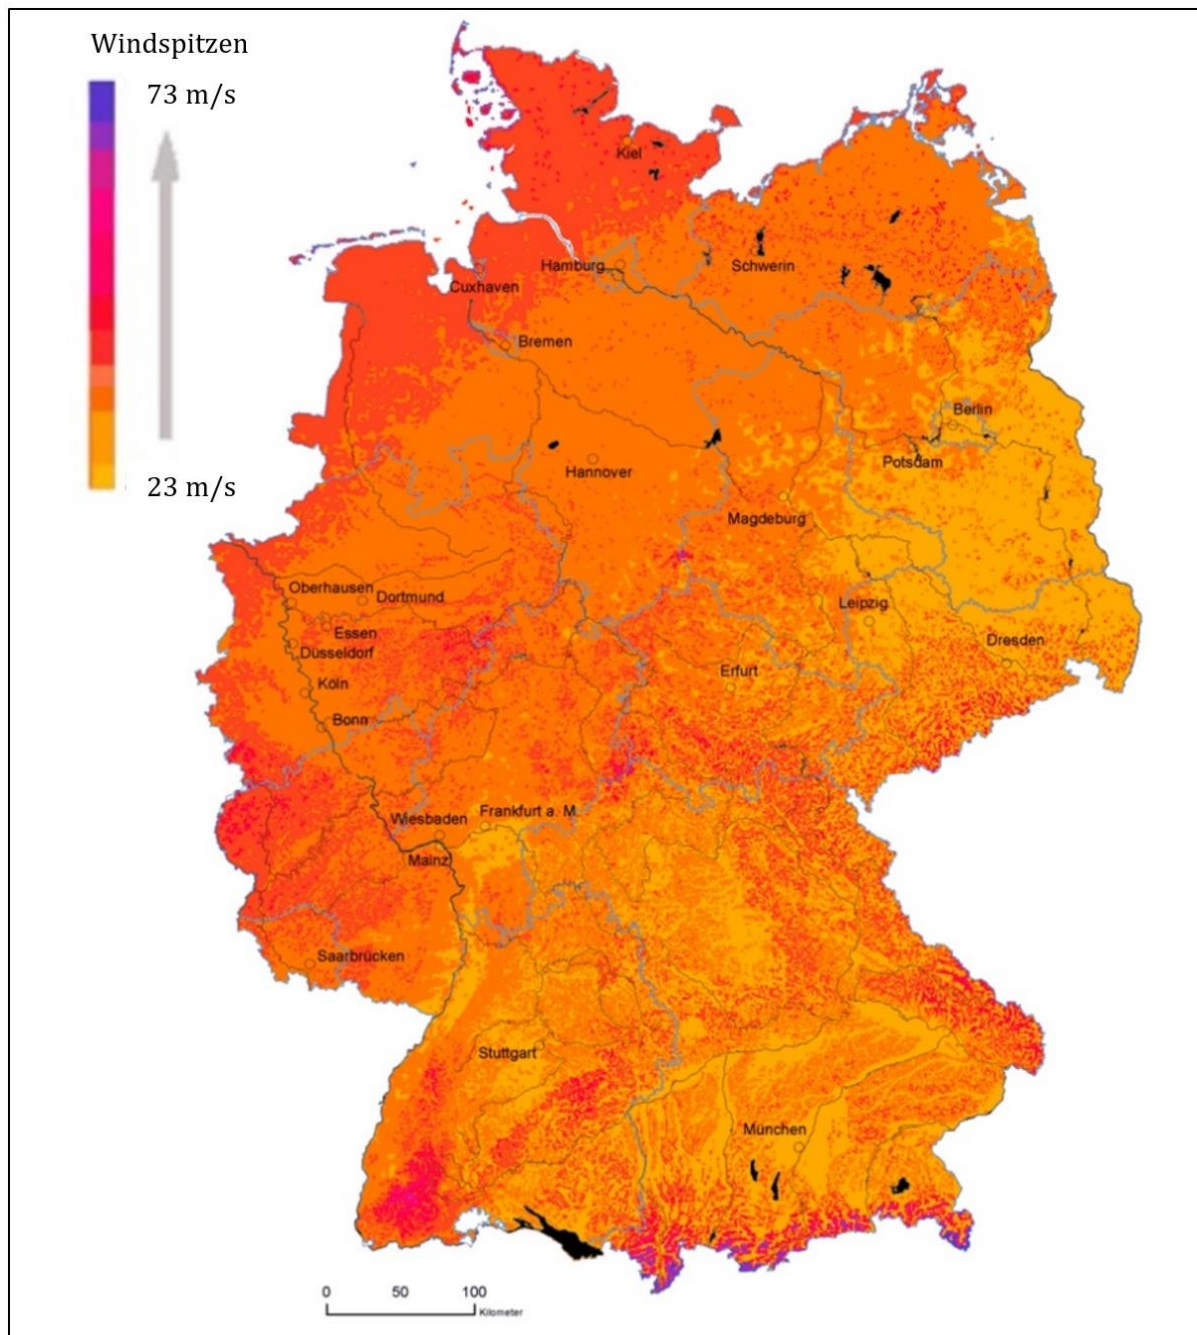 Windspitzen
73 m/s
23 m/s
Kiel
Hamburg
Schwerin
Cuxhaven
Bremen
Berlin
Potsdam
Hannover
Magdeburg
Oberhausen
Dortmund
Leipzig
Essen
Düsseldorf
Dresden
Erfurt
Köln
Bonn
Wiesbaden
Frankfurt a. M.
Mainz
Saarbrücken
Stuttgart
München
0 50 100
Kilometer